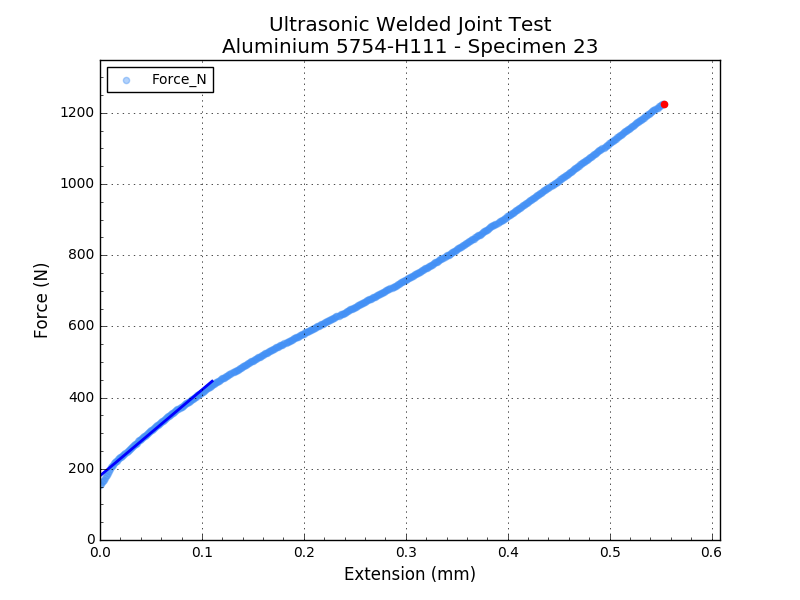 Ultrasonic Welded Joint Test
Aluminium 5754-H111 - Specimen 23
Force_N
1200
1000
800
600
400
200
0
Force (N)
0.0 0.1 0.2 0.3 0.4 0.5 0.6
Extension (mm)